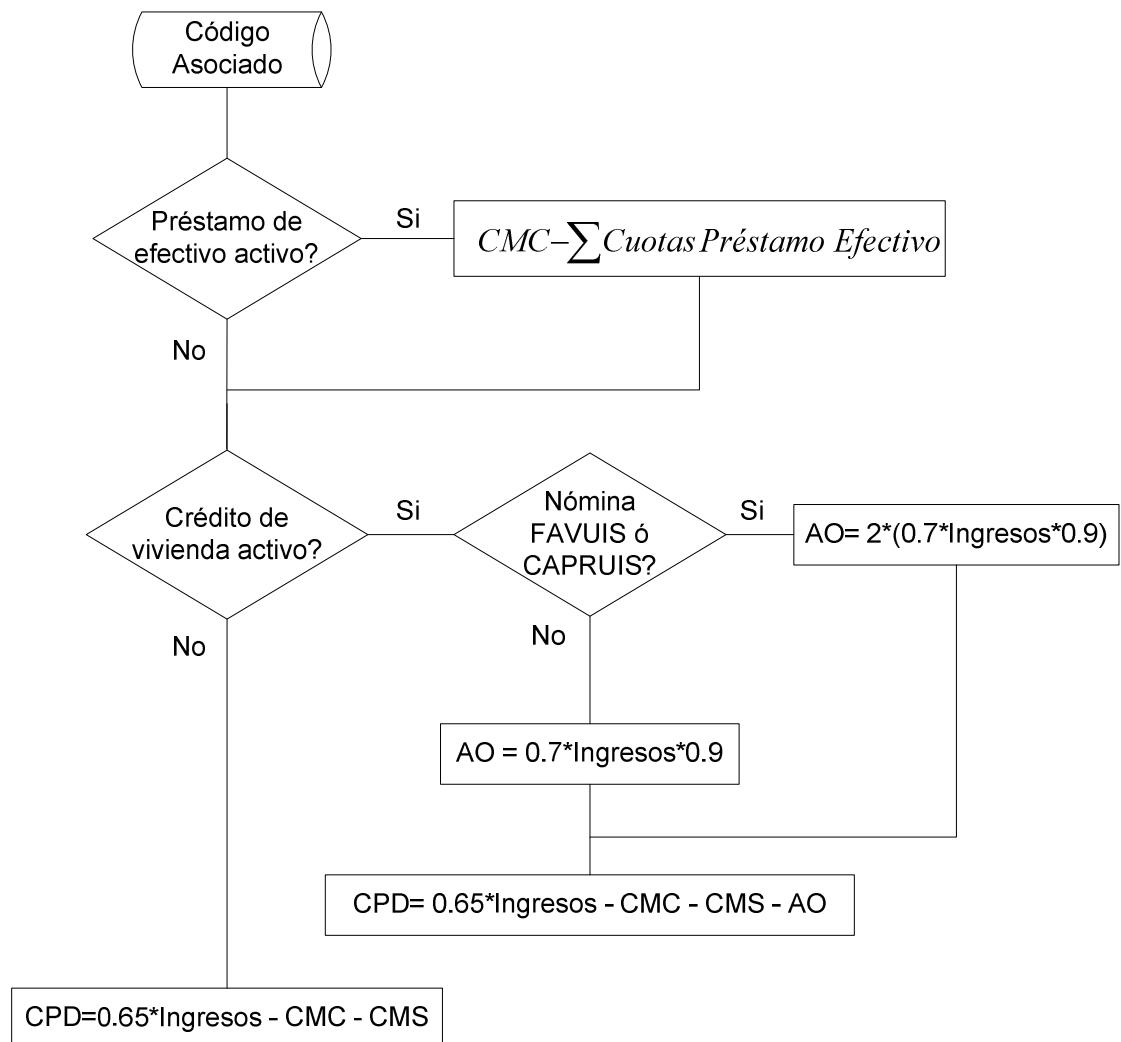 Código
Asociado
Préstamo de
efectivo activo?
Si
CMC–∑Cuotas Préstamo Efectivo
No
Crédito de
vivienda activo?
Si
Nómina
FAVUIS ó
CAPRUIS?
Si
AO= 2*(0.7*Ingresos*0.9)
No
No
AO = 0.7*Ingresos*0.9
CPD= 0.65*Ingresos - CMC - CMS - AO
CPD=0.65*Ingresos - CMC - CMS